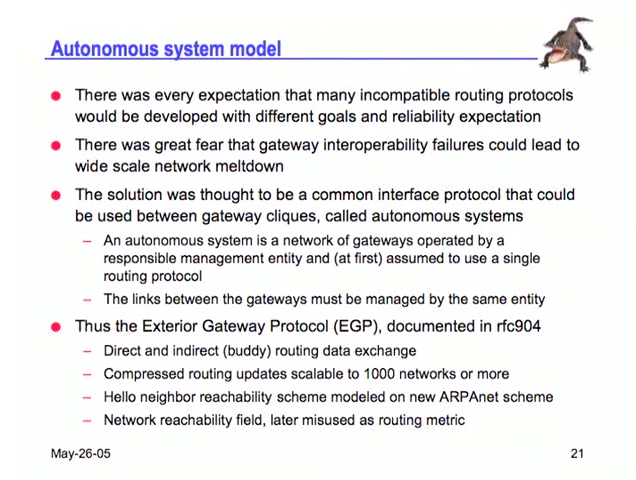 Autonomous system model
There was every expectation that many incompatible routing protocols
would be developed with different goals and reliability expectation
There was great fear that gateway interoperability failures could lead to
wide scale network meltdown
The solution was thought to be a common interface protocol that could
be used between gateway cliques, called autonomous systems
– An autonomous system is a network of gateways operated by a
responsible management entity and (at first) assumed to use a single
routing protocol
– The links between the gateways must be managed by the same entity
Thus the Exterior Gateway Protocol (EGP), documented in rfc904
– Direct and indirect (buddy) routing data exchange
– Compressed routing updates scalable to 1000 networks or more
– Hello neighbor reachability scheme modeled on new ARPAnet scheme
– Network reachability field, later misused as routing metric
May-26-05
21